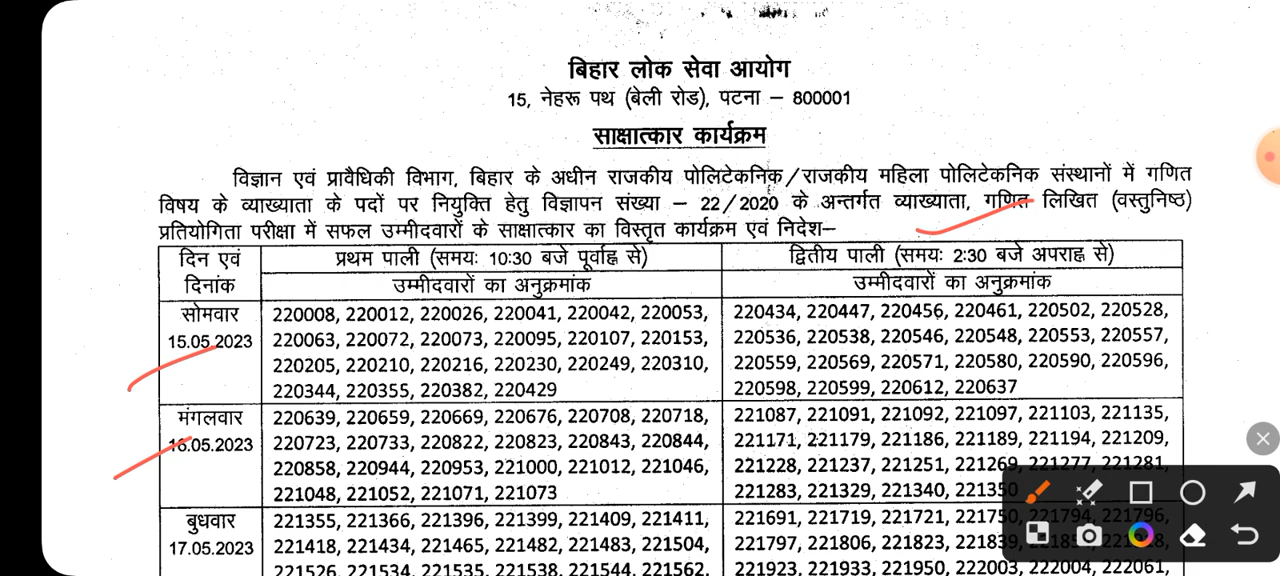 बिहार लोक सेवा आयोग
15, नेहरू पथ (बेली रोड), पटना – 800001
साक्षात्कार कार्यक्रम
विज्ञान एवं प्रावैधिकी विभाग, बिहार के अधीन राजकीय पोलिटेकनिक/राजकीय महिला पोलिटेकनिक संस्थानों में गणित
विषय के व्याख्याता के पदों पर नियुक्ति हेतु विज्ञापन संख्या – 22/2020 के अन्तर्गत व्याख्याता, गणित लिखित (वस्तुनिष्ठ)
प्रतियोगिता परीक्षा में सफल उम्मीदवारों के साक्षात्कार का विस्तृत कार्यक्रम एवं निदेश–
दिन एवं दिनांक
प्रथम पाली (समयः 10:30 बजे पूर्वाह्न से)
द्वितीय पाली (समयः 2:30 बजे अपराह्न से)
उम्मीदवारों का अनुक्रमांक
उम्मीदवारों का अनुक्रमांक
सोमवार
15.05.2023
220008, 220012, 220026, 220041, 220042, 220053,
220063, 220072, 220073, 220095, 220107, 220153,
220205, 220210, 220216, 220230, 220249, 220310,
220344, 220355, 220382, 220429
220434, 220447, 220456, 220461, 220502, 220528,
220536, 220538, 220546, 220548, 220553, 220557,
220559, 220569, 220571, 220580, 220590, 220596,
220598, 220599, 220612, 220637
मंगलवार
16.05.2023
220639, 220659, 220669, 220676, 220708, 220718,
220723, 220733, 220822, 220823, 220843, 220844,
220858, 220944, 220953, 221000, 221012, 221046,
221048, 221052, 221071, 221073
221087, 221091, 221092, 221097, 221103, 221135,
221171, 221179, 221186, 221189, 221194, 221209,
221228, 221237, 221251, 221269, 221277, 221281,
221283, 221329, 221340, 221350
बुधवार
17.05.2023
221355, 221366, 221396, 221399, 221409, 221411,
221418, 221434, 221465, 221482, 221483, 221504,
221526, 221534, 221535, 221538, 221544, 221562,
221691, 221719, 221721, 221750, 221794, 221796,
221797, 221806, 221823, 221839,
221923, 221933, 221950, 222003, 222004, 222061,